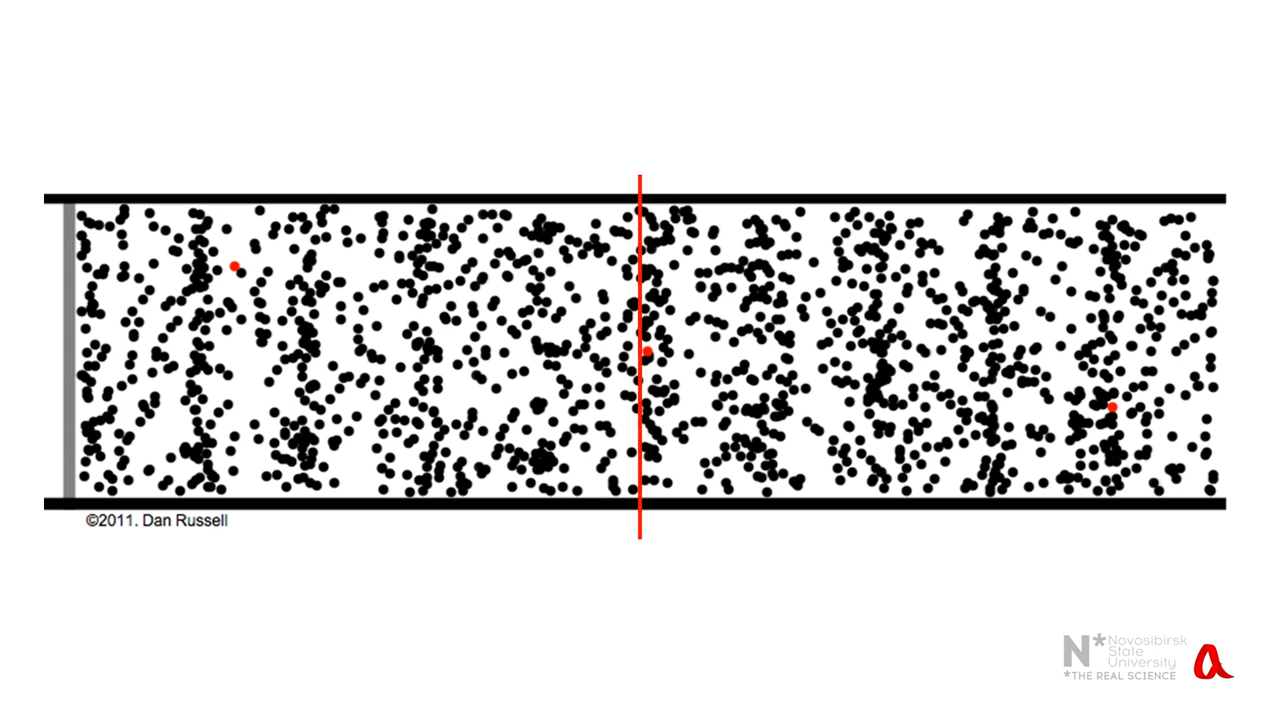 ©2011. Dan Russell
N* Novosibirsk
State
University
*THE REAL SCIENCE